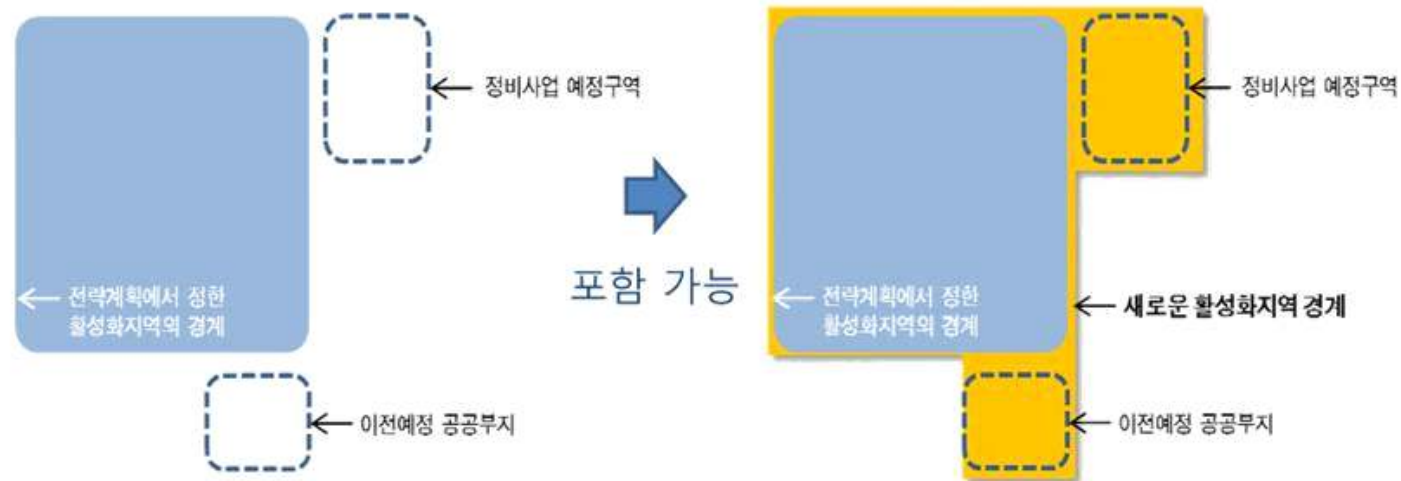 정비사업 예정구역
전략계획에서 정한
활성화지역의 경계
이전예정 공공부지
포함 가능
정비사업 예정구역
전략계획에서 정한
활성화지역의 경계
새로운 활성화지역 경계
이전예정 공공부지